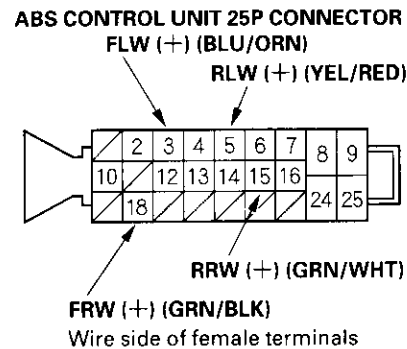 ABS CONTROL UNIT 25P CONNECTOR
FLW (+) (BLU/ORN)
RLW (+) (YEL/RED)
2 3 4 5 6 7 8 9
10 12 13 14 15 16
18 24 25
RRW (+) (GRN/WHT)
FRW (+) (GRN/BLK)
Wire side of female terminals